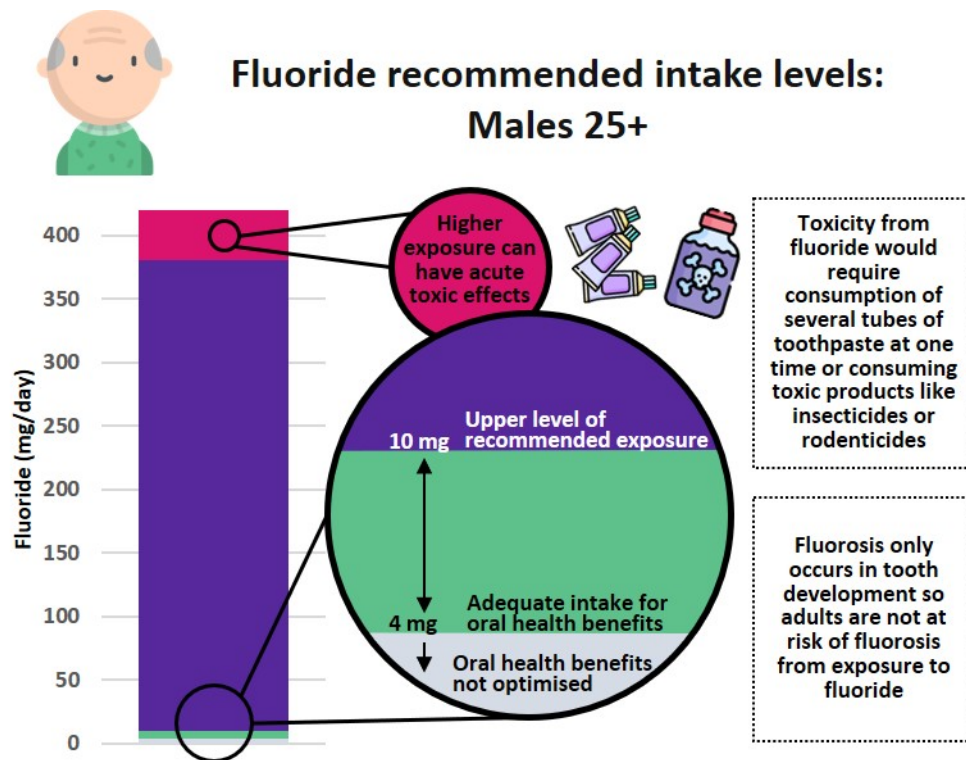 Fluoride recommended intake levels:
Males 25+
Fluoride (mg/day)
400
350
300
250
200
150
100
50
0
Higher
exposure can
have acute
toxic effects
Upper level of
10 mg recommended exposure
Adequate intake for
4 mg oral health benefits
Oral health benefits
not optimised
Toxicity from
fluoride would
require
consumption of
several tubes of
toothpaste at one
time or consuming
toxic products like
insecticides or
rodenticides
Fluorosis only
occurs in tooth
development so
adults are not at
risk of fluorosis
from exposure to
fluoride